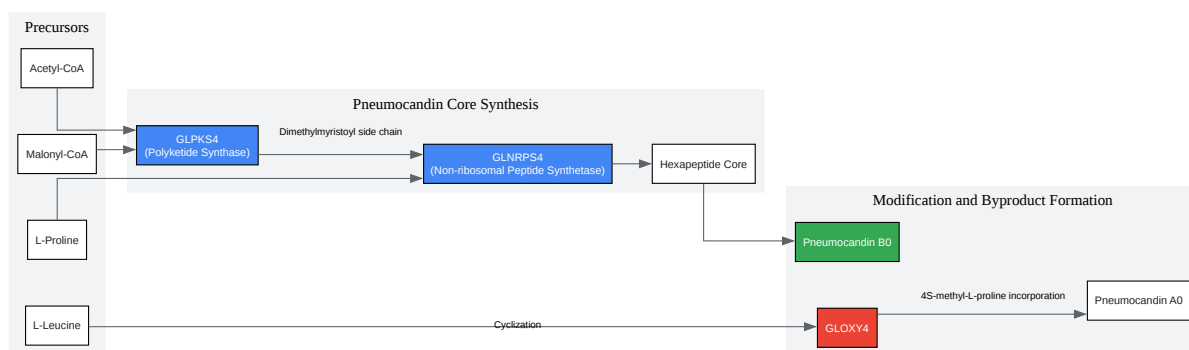 Precursors
Acetyl-CoA
Malonyl-CoA
L-Proline
L-Leucine
Pneumocandin Core Synthesis
GLPKS4
(Polyketide Synthase)
Dimethylmyristoyl side chain
GLNRPS4
(Non-ribosomal Peptide Synthetase)
Hexapeptide Core
Modification and Byproduct Formation
Pneumocandin B0
Cyclization
GLOXY4
4S-methyl-L-proline incorporation
Pneumocandin A0